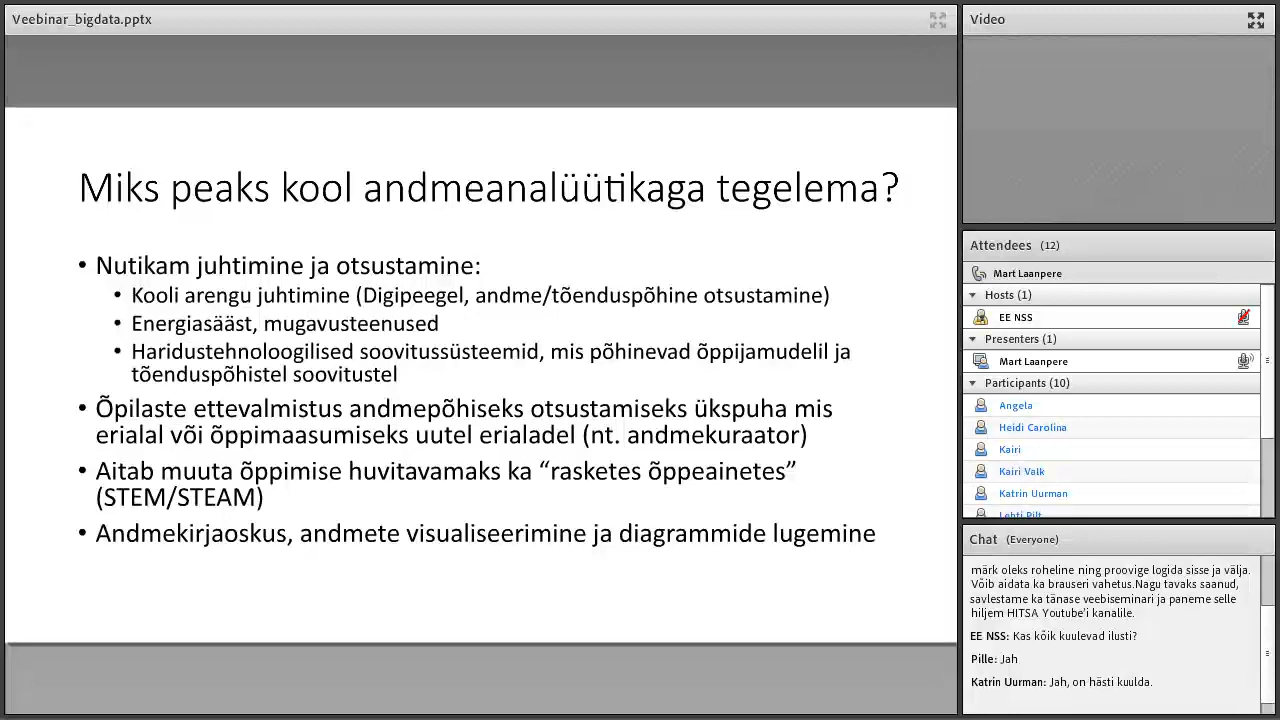 Veebinar_bigdata.pptx
Miks peaks kool andmeanalüütikaga tegelema?
• Nutikam juhtimine ja otsustamine:
• Kooli arengu juhtimine (Digipeegel, andme/tõenduspõhine otsustamine)
• Energiasääst, mugavusteenused
• Haridustehnoloogilised soovitussüsteemid, mis põhinevad õppijamudelil ja
tõenduspõhistel soovitustel
• Õpilaste ettevalmistus andmepõhiseks otsustamiseks ükspuha mis
erialal või õppimaasumiseks uutel erialadel (nt. andmekuraator)
• Aitab muuta õppimise huvitavamaks ka “rasketes õppeainetes”
(STEM/STEAM)
• Andmekirjaoskus, andmete visualiseerimine ja diagrammide lugemine
Video
Attendees (12)
Mart Laanpere
Hosts (1)
EE NSS
Presenters (1)
Mart Laanpere
Participants (10)
Angela
Heidi Carolina
Kairi
Kairi Valk
Katrin Uurman
Lehti Pilt
Chat (Everyone)
märk oleks roheline ning proovige logida sisse ja välja.
Võib aidata ka brauseri vahetus.Nagu tavaks saanud,
savlestame ka tänase veebiseminari ja paneme selle
hiljem HITSA Youtube'i kanalile.
EE NSS: Kas kõik kuulevad ilusti?
Pille: Jah
Katrin Uurman: Jah, on hästi kuulda.